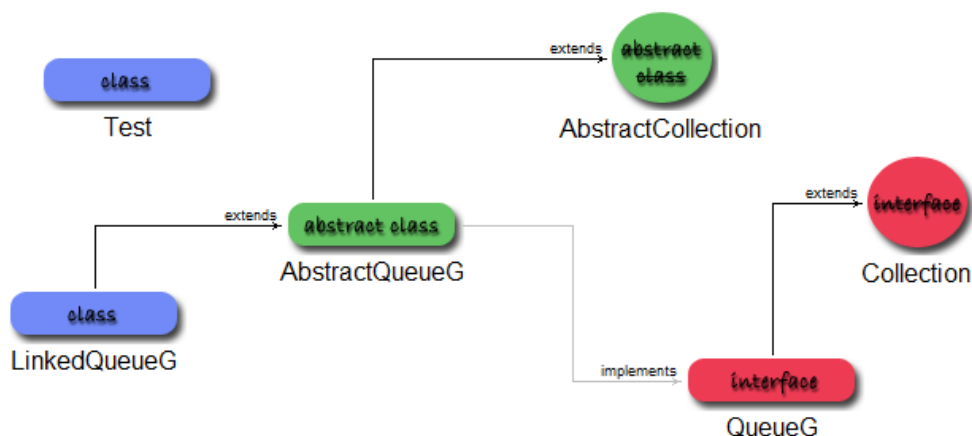 extends
abstract
class
AbstractCollection
class
Test
extends
interface
Collection
extends
abstract class
AbstractQueueG
class
LinkedQueueG
implements
interface
QueueG